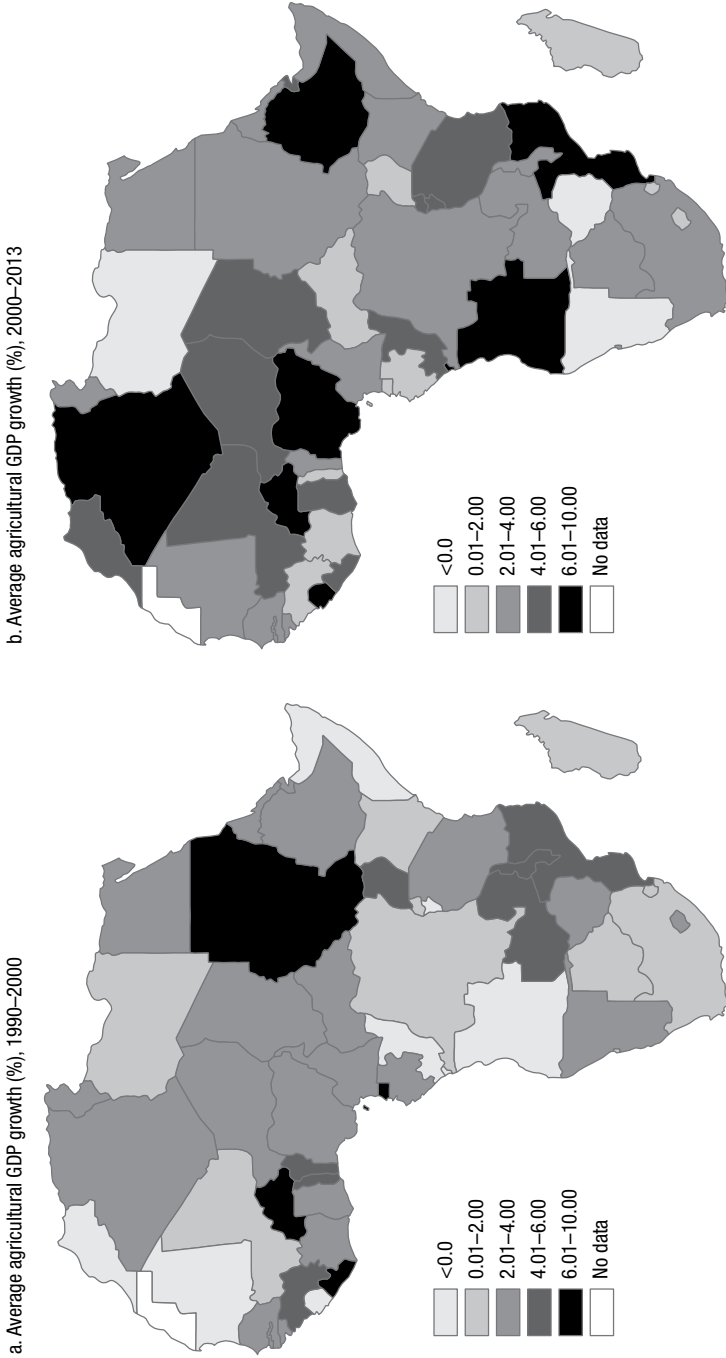 a. Average agricultural GDP growth (%), 1990–2000
<0.0
0.01–2.00
2.01–4.00
4.01–6.00
6.01–10.00
No data
b. Average agricultural GDP growth (%), 2000–2013
<0.0
0.01–2.00
2.01–4.00
4.01–6.00
6.01–10.00
No data